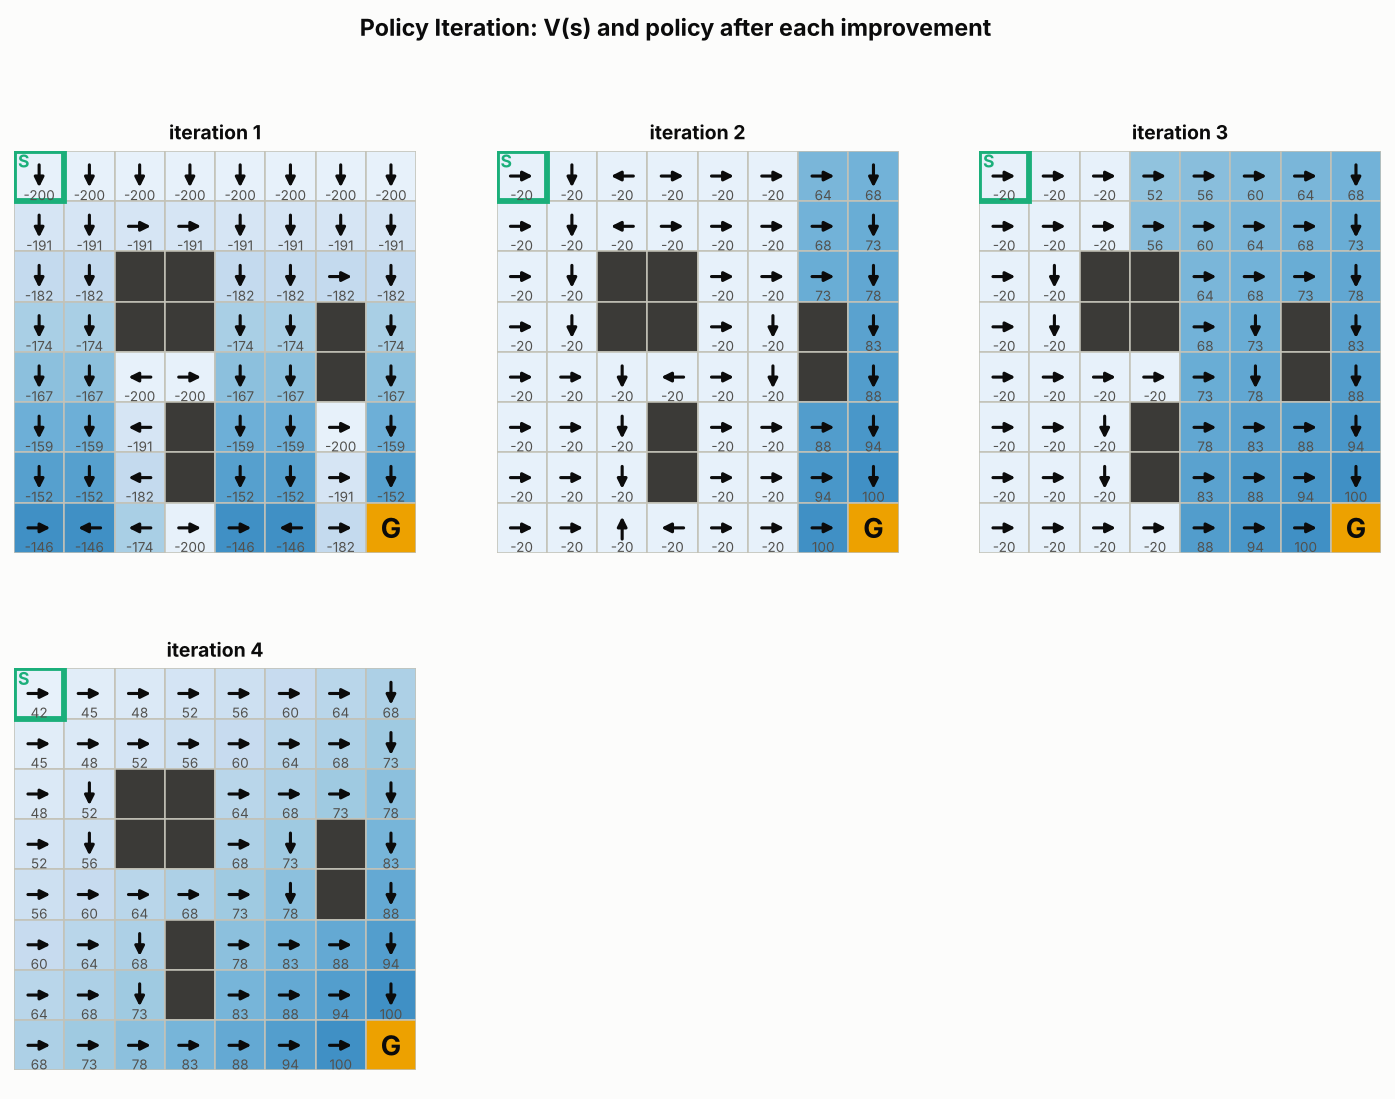 Policy Iteration: V(s) and policy after each improvement
iteration 1
S
-200 -200 -200 -200 -200 -200 -200 -200
-191 -191 -191 -191 -191 -191 -191 -191
-182 -182 -182 -182 -182 -182
-174 -174 -174 -174 -174
-167 -167 -200 -200 -167 -167 -167
-159 -159 -191 -159 -159 -200 -159
-152 -152 -182 -152 -152 -191 -152
-146 -146 -174 -200 -146 -146 -182 G
iteration 2
S
-20 -20 -20 -20 -20 -20 64 68
-20 -20 -20 -20 -20 -20 68 73
-20 -20 -20 -20 73 78
-20 -20 -20 -20 83
-20 -20 -20 -20 -20 -20 88
-20 -20 -20 -20 -20 88 94
-20 -20 -20 -20 -20 94 100
-20 -20 -20 -20 -20 -20 100 G
iteration 3
S
-20 -20 -20 52 56 60 64 68
-20 -20 -20 56 60 64 68 73
-20 -20 64 68 73 78
-20 -20 68 73 83
-20 -20 -20 -20 73 78 88
-20 -20 -20 78 83 88 94
-20 -20 -20 83 88 94 100
-20 -20 -20 -20 88 94 100 G
iteration 4
S
42 45 48 52 56 60 64 68
45 48 52 56 60 64 68 73
48 52 64 68 73 78
52 56 68 73 83
56 60 64 68 73 78 88
60 64 68 78 83 88 94
64 68 73 83 88 94 100
68 73 78 83 88 94 100 G